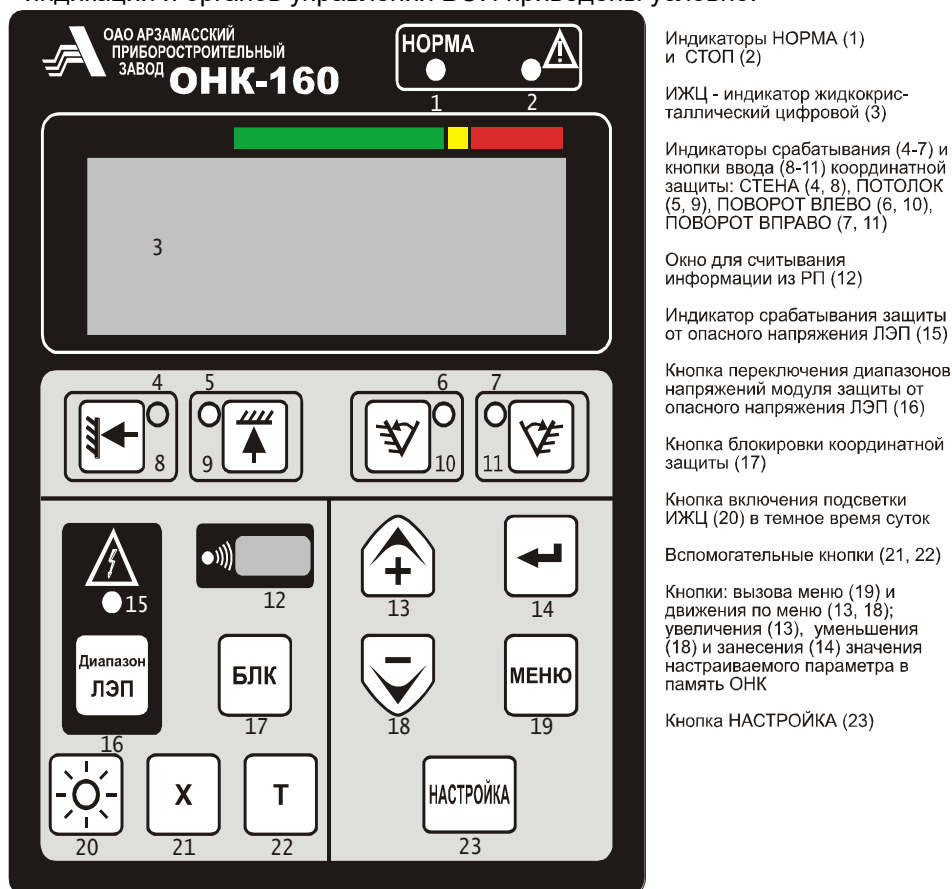 ОАО АРЗАМАССКИЙ
ПРИБОРОСТРОИТЕЛЬНЫЙ
ЗАВОД
ОНК-160
НОРМА
1
2
3
4
5
6
7
8
9
10
11
15
12
13
14
Диапазон
ЛЭП
БЛК
МЕНЮ
16
17
18
19
X
T
НАСТРОЙКА
20
21
22
23
Индикаторы НОРМА (1)
и СТОП (2)
ИЖЦ - индикатор жидкокрис-
таллический цифровой (3)
Индикаторы срабатывания (4-7) и
кнопки ввода (8-11) координатной
защиты: СТЕНА (4, 8), ПОТОЛОК
(5, 9), ПОВОРОТ ВЛЕВО (6, 10),
ПОВОРОТ ВПРАВО (7, 11)
Окно для считывания
информации из РП (12)
Индикатор срабатывания защиты
от опасного напряжения ЛЭП (15)
Кнопка переключения диапазонов
напряжений модуля защиты от
опасного напряжения ЛЭП (16)
Кнопка блокировки координатной
защиты (17)
Кнопка включения подсветки
ИЖЦ (20) в темное время суток
Вспомогательные кнопки (21, 22)
Кнопки: вызова меню (19) и
движения по меню (13, 18);
увеличения (13), уменьшения
(18) и занесения (14) значения
настраиваемого параметра в
память ОНК
Кнопка НАСТРОЙКА (23)